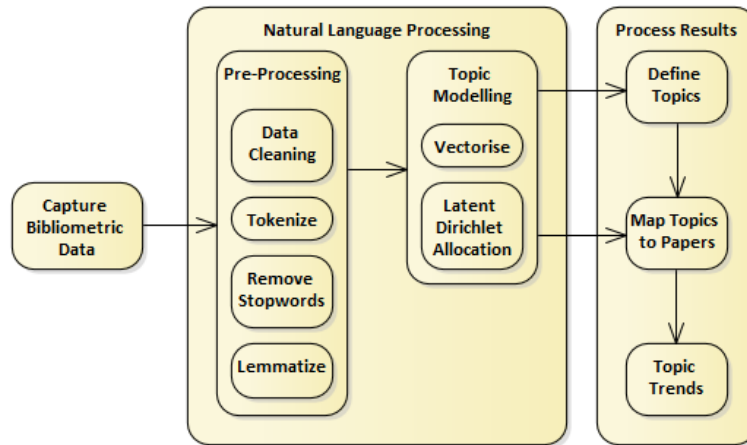 Natural Language Processing
Process Results
Pre-Processing
Topic
Modelling
Define
Topics
Data
Cleaning
Vectorise
Capture
Bibliometric
Data
Tokenize
Latent
Dirichlet
Allocation
Map Topics
to Papers
Remove
Stopwords
Lemmatize
Topic
Trends